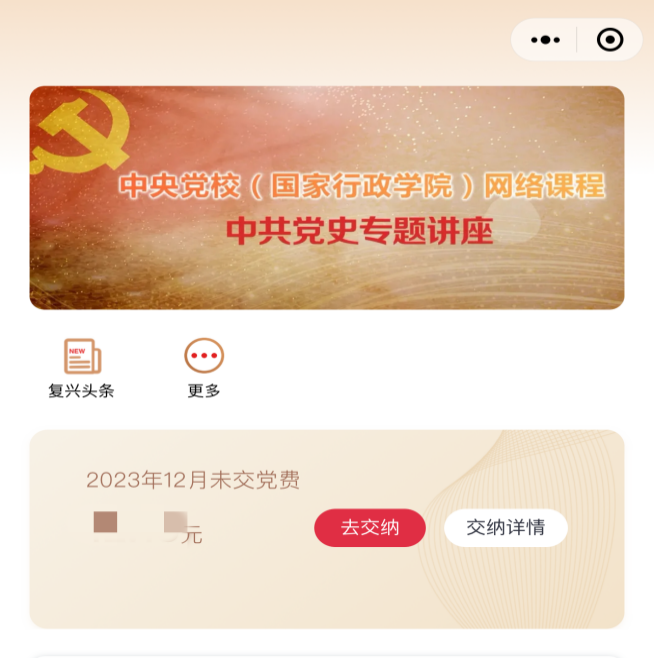 中央党校（国家行政学院）网络课程
中共党史专题讲座
NEW
复兴头条
更多
2023年12月未交党费
元
去交纳
交纳详情